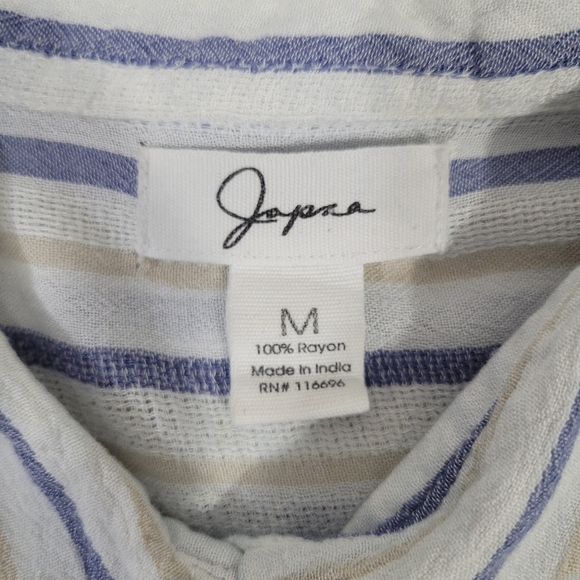 Japna
M
100% Rayon
Made In India
RN# 116696